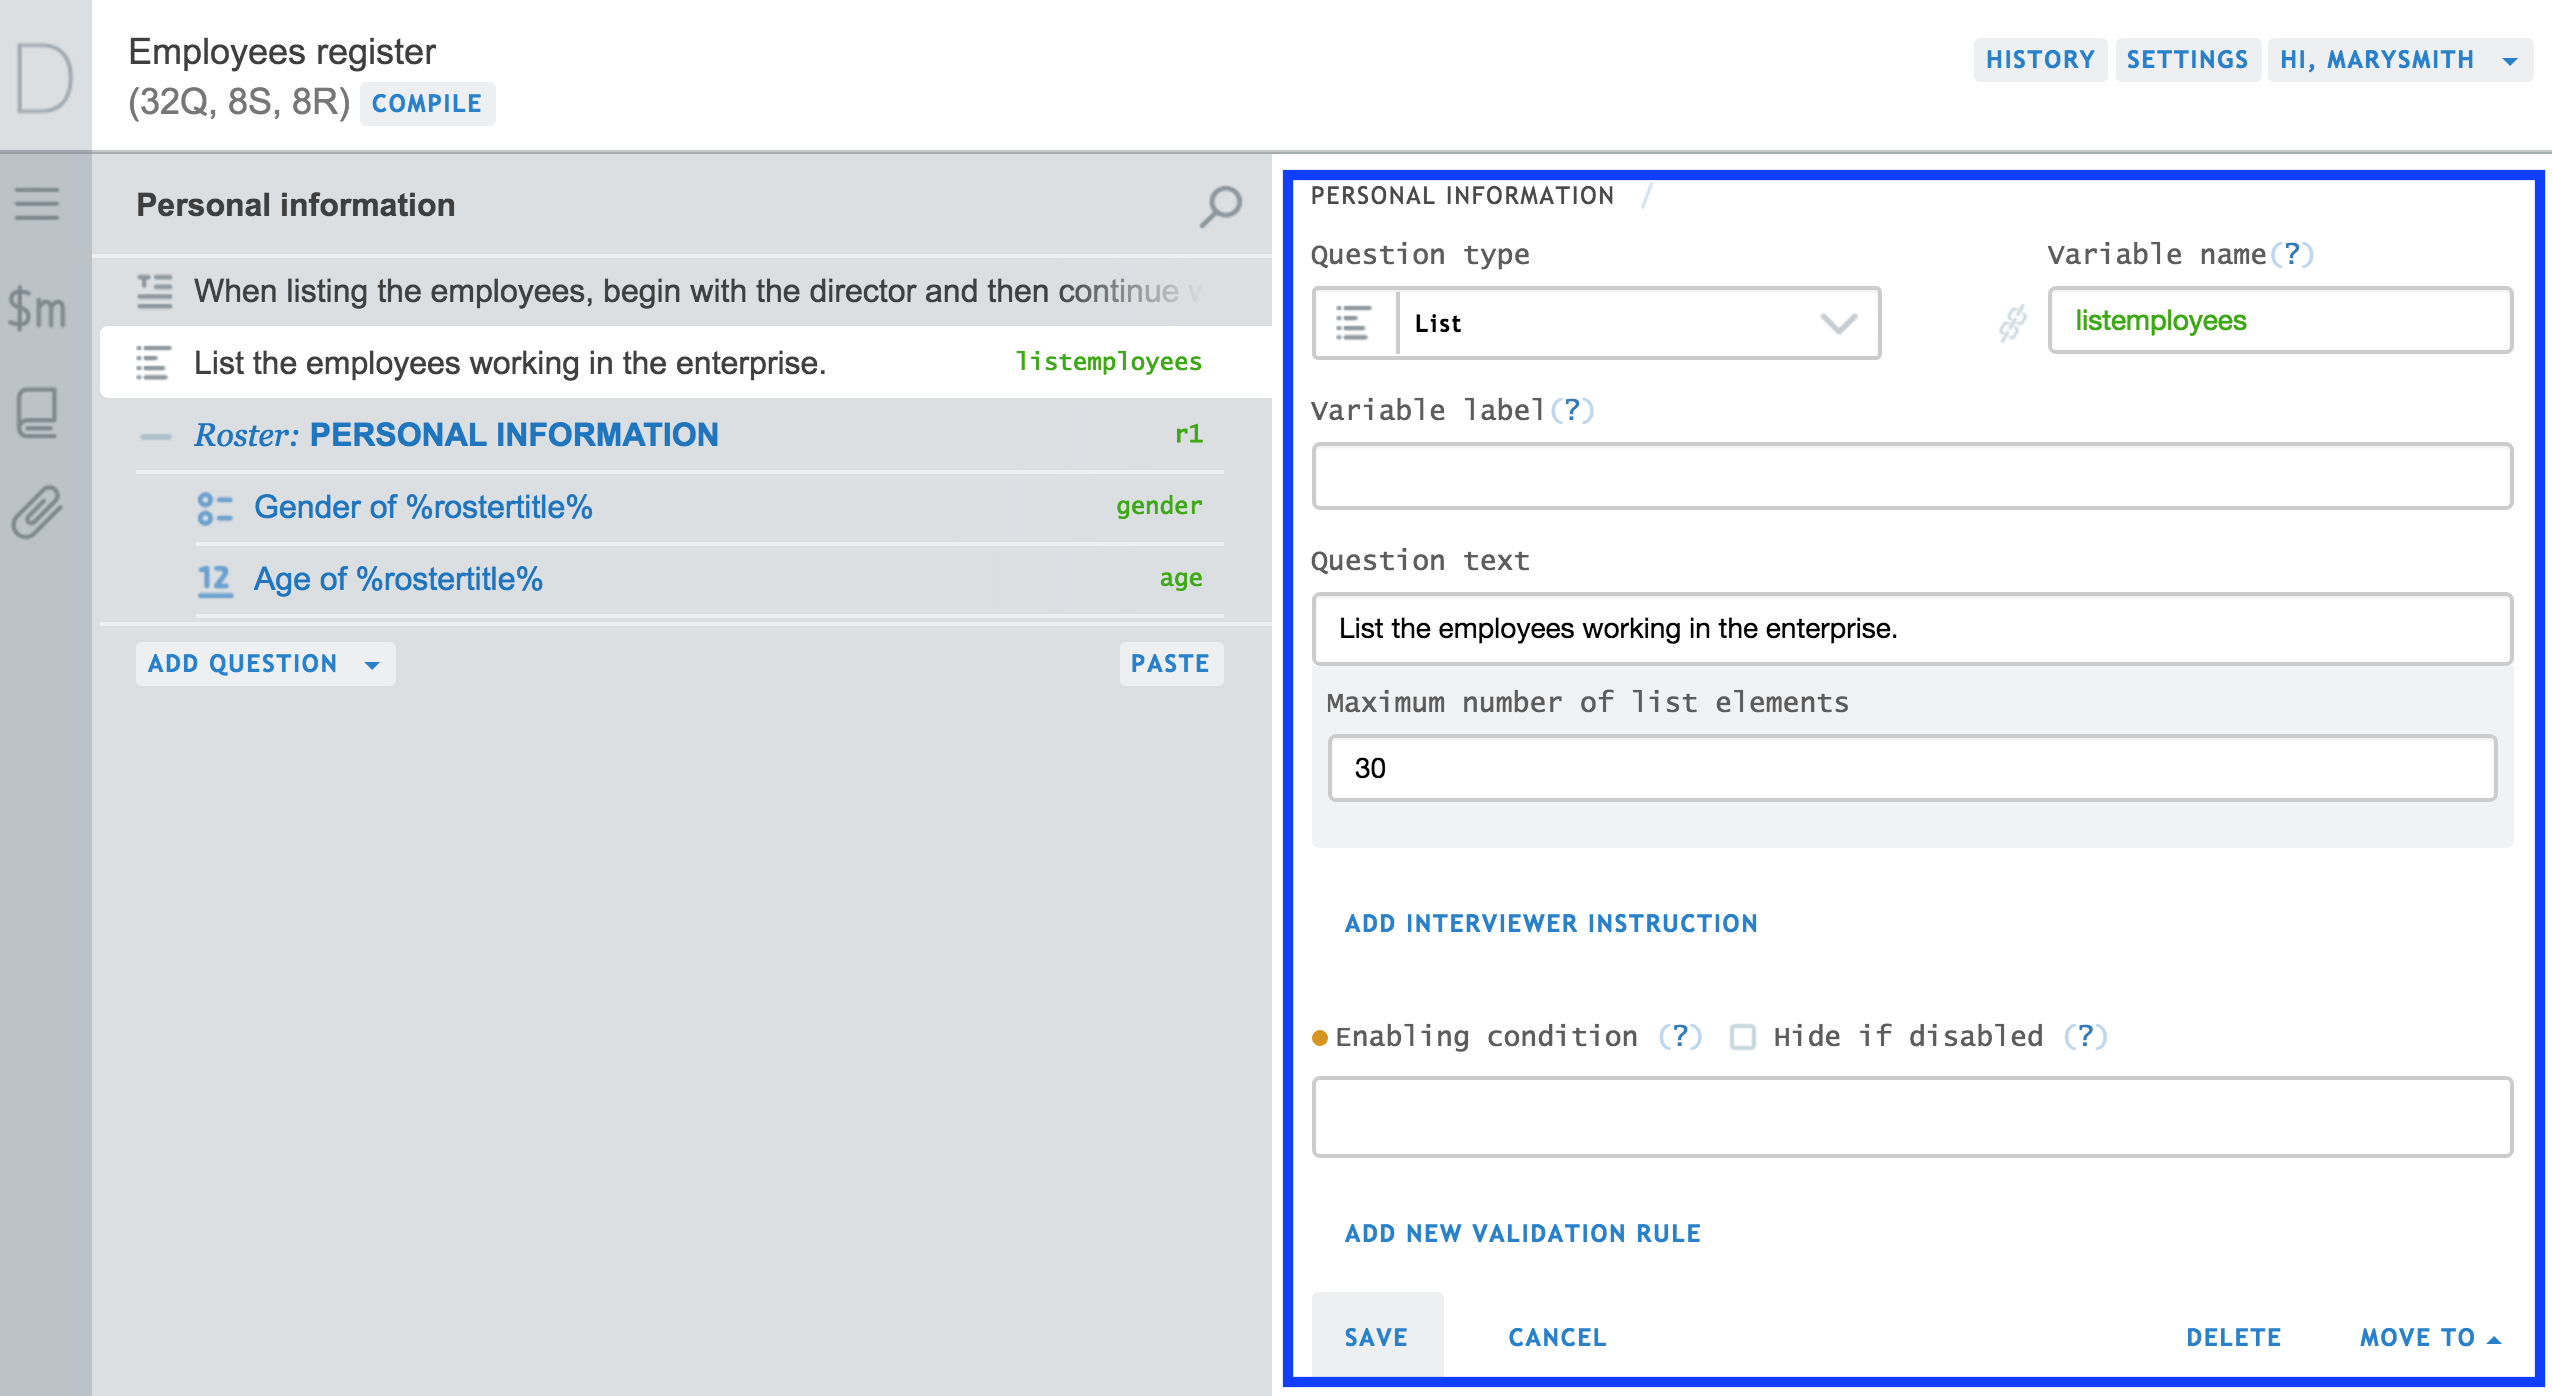 D
Employees register
(32Q, 8S, 8R) COMPILE
HISTORY SETTINGS HI, MARYSMITH
$m
Personal information
When listing the employees, begin with the director and then continue
List the employees working in the enterprise. listemployees
Roster: PERSONAL INFORMATION r1
Gender of %rostertitle% gender
12 Age of %rostertitle% age
ADD QUESTION PASTE
PERSONAL INFORMATION /
Question type Variable name(?)
List listemployees
Variable label(?)
Question text
List the employees working in the enterprise.
Maximum number of list elements
30
ADD INTERVIEWER INSTRUCTION
Enabling condition (?) Hide if disabled (?)
ADD NEW VALIDATION RULE
SAVE CANCEL DELETE MOVE TO